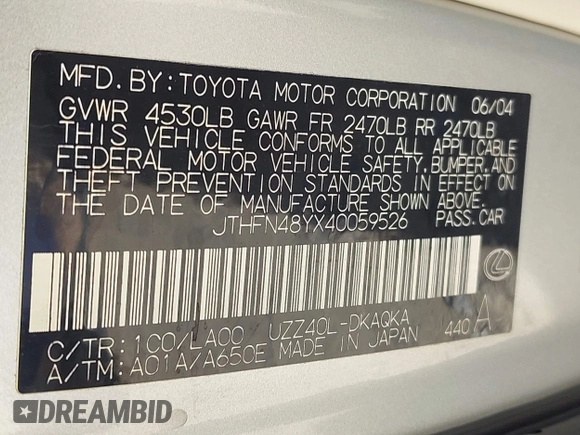 MFD. BY: TOYOTA MOTOR CORPORATION 06/04
GVWR 4530LB GAWR FR 2470LB RR 2470LB
THIS VEHICLE CONFORMS TO ALL APPLICABLE
FEDERAL MOTOR VEHICLE SAFETY, BUMPER, AND
THEFT PREVENTION STANDARDS IN EFFECT ON
THE DATE OF MANUFACTURE SHOWN ABOVE.
JTHFN48YX40059526 PASS. CAR
C/TR: 1C0/LA00 UZZ40L-DKAQKA 440 A
A/TM: A01A/A650E MADE IN JAPAN
DREAMBID